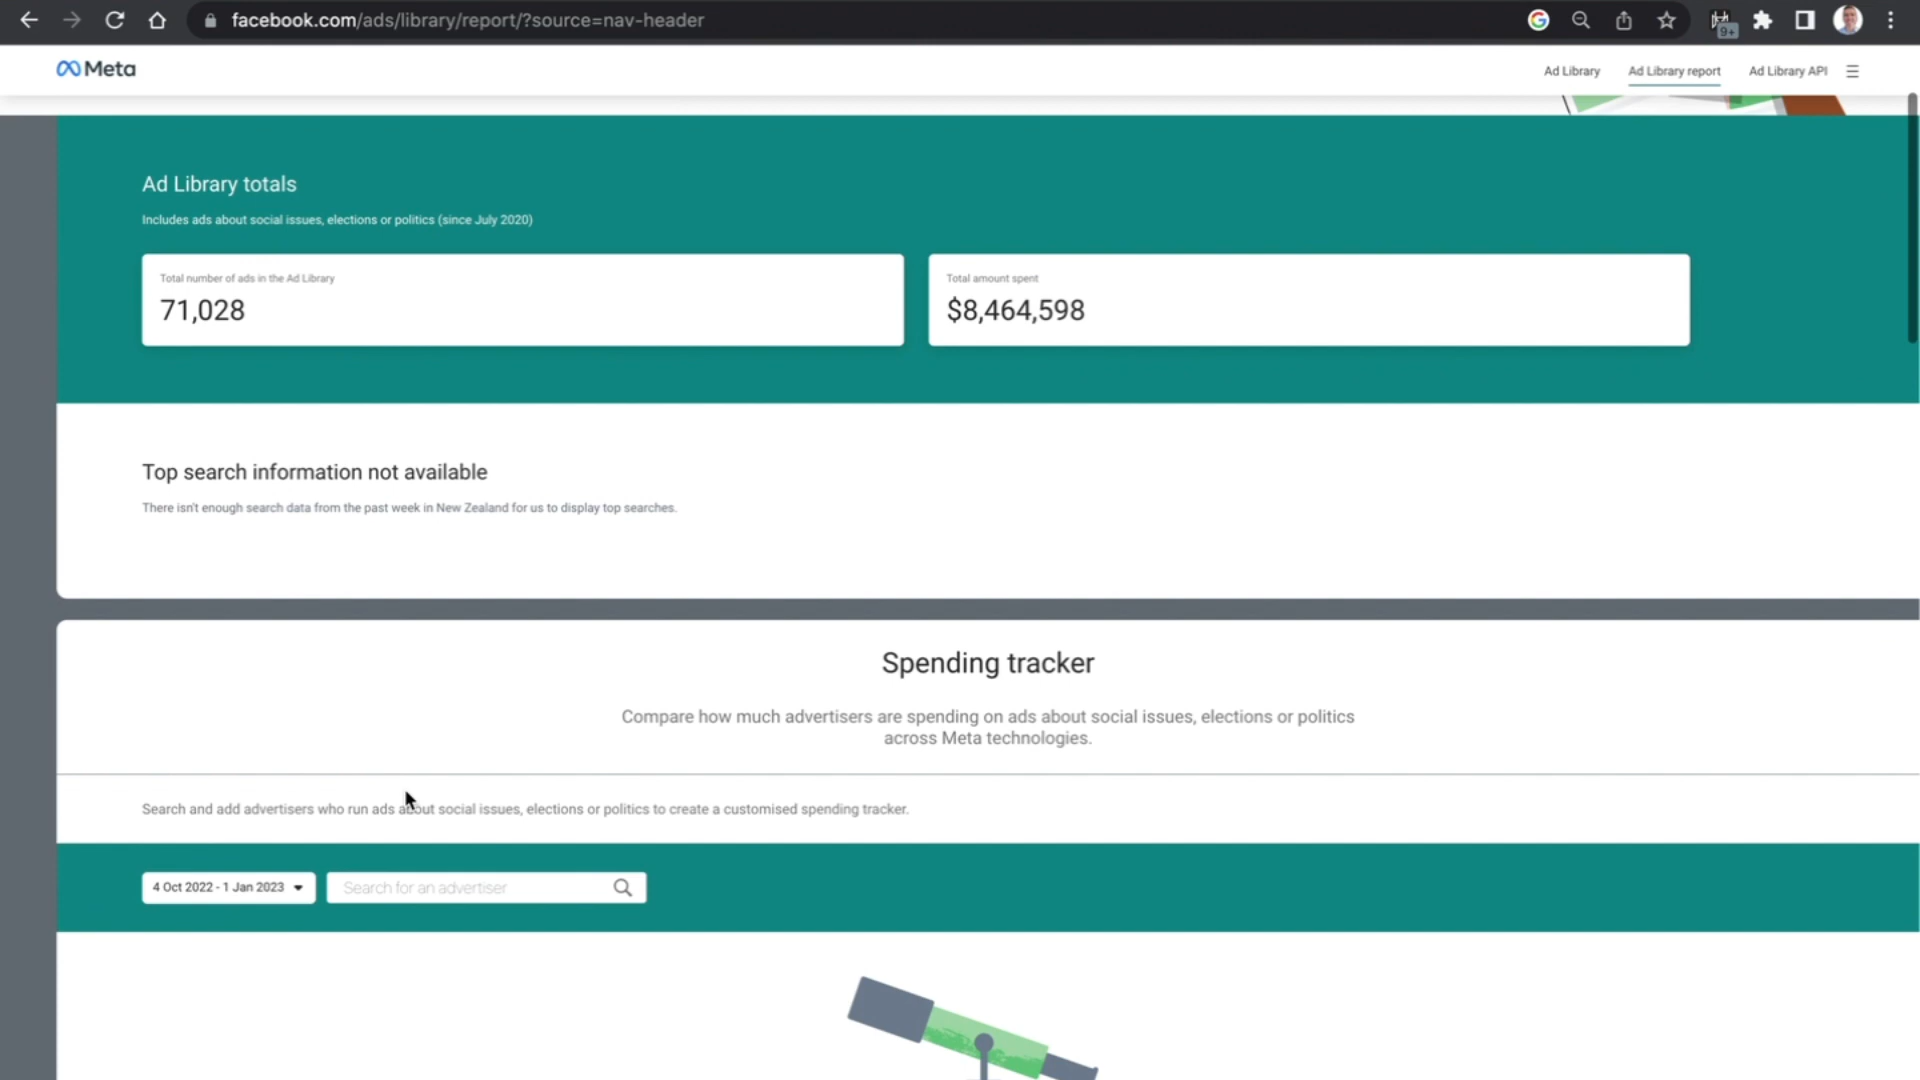 facebook.com/ads/library/report/?source=nav-header
9+
Meta
Ad Library
Ad Library report
Ad Library API
Ad Library totals
Includes ads about social issues, elections or politics (since July 2020)
Total number of ads in the Ad Library
71,028
Total amount spent
$8,464,598
Top search information not available
There isn't enough search data from the past week in New Zealand for us to display top searches.
Spending tracker
Compare how much advertisers are spending on ads about social issues, elections or politics
across Meta technologies.
Search and add advertisers who run ads about social issues, elections or politics to create a customised spending tracker.
4 Oct 2022 - 1 Jan 2023
Search for an advertiser